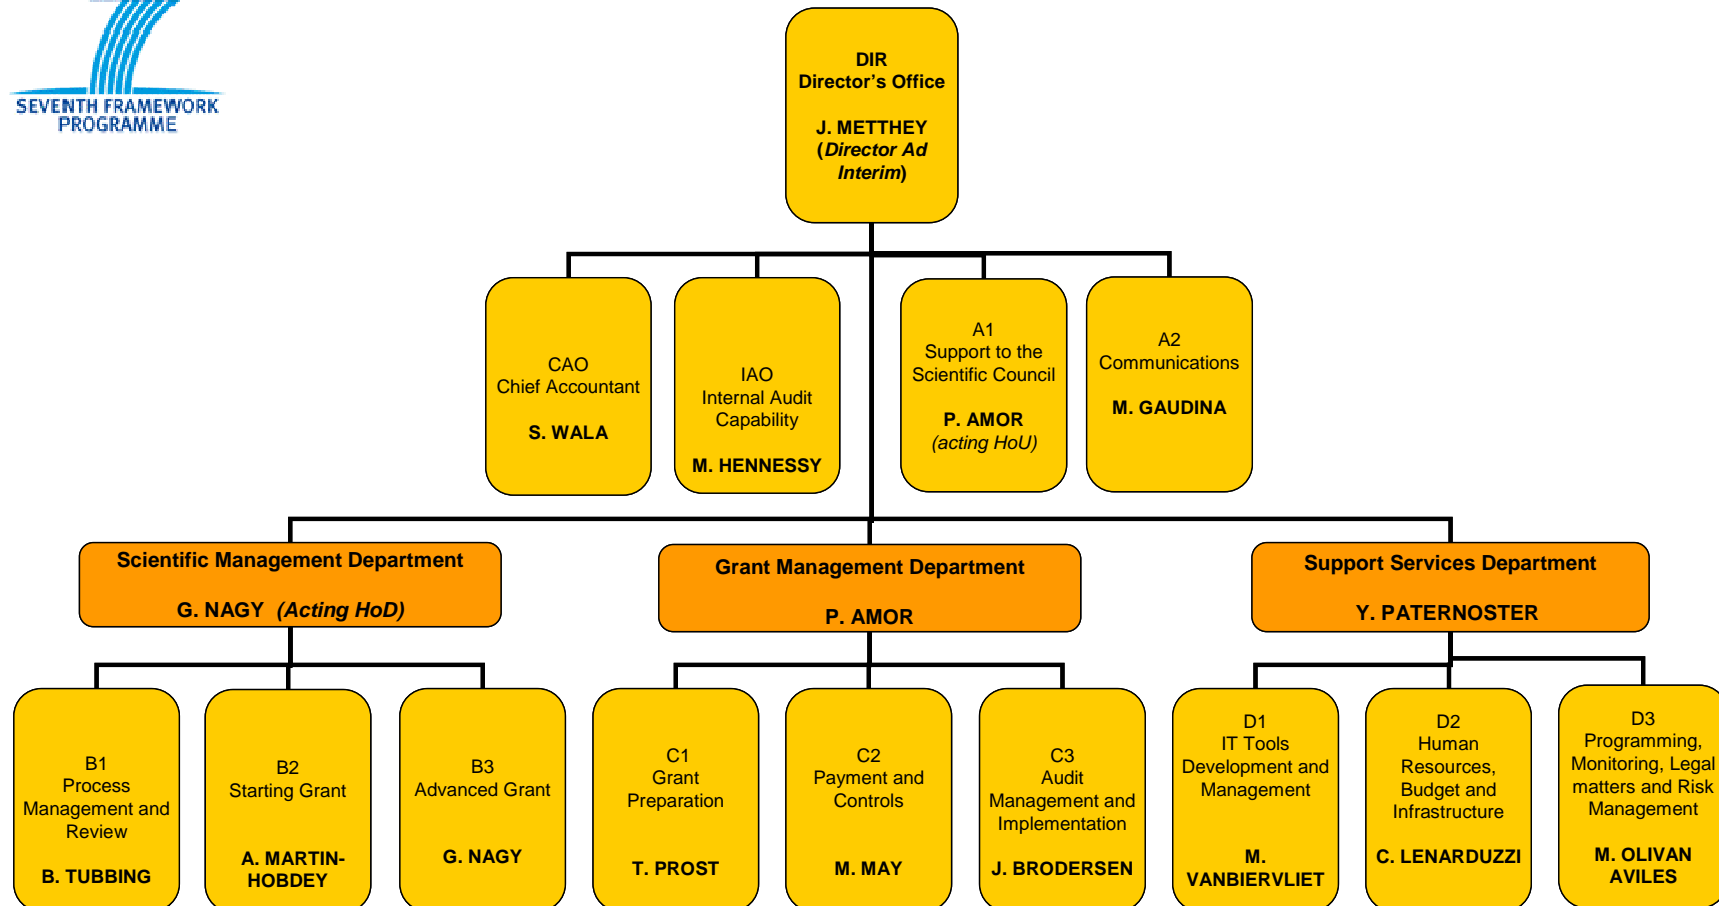 SEVENTH FRAMEWORK
PROGRAMME
DIR
Director's Office
J. METTHEY
(Director Ad
Interim)
CAO
Chief Accountant
S. WALA
IAO
Internal Audit
Capability
M. HENNESSY
A1
Support to the
Scientific Council
P. AMOR
(acting HoU)
A2
Communications
M. GAUDINA
Scientific Management Department
G. NAGY (Acting HoD)
Grant Management Department
P. AMOR
Support Services Department
Y. PATERNOSTER
B1
Process
Management and
Review
B. TUBBING
B2
Starting Grant
A. MARTIN-
HOBDEY
B3
Advanced Grant
G. NAGY
C1
Grant
Preparation
T. PROST
C2
Payment and
Controls
M. MAY
C3
Audit
Management and
Implementation
J. BRODERSEN
D1
IT Tools
Development and
Management
M.
VANBIERVLIET
D2
Human
Resources,
Budget and
Infrastructure
C. LENARDUZZI
D3
Programming,
Monitoring, Legal
matters and Risk
Management
M. OLIVAN
AVILES